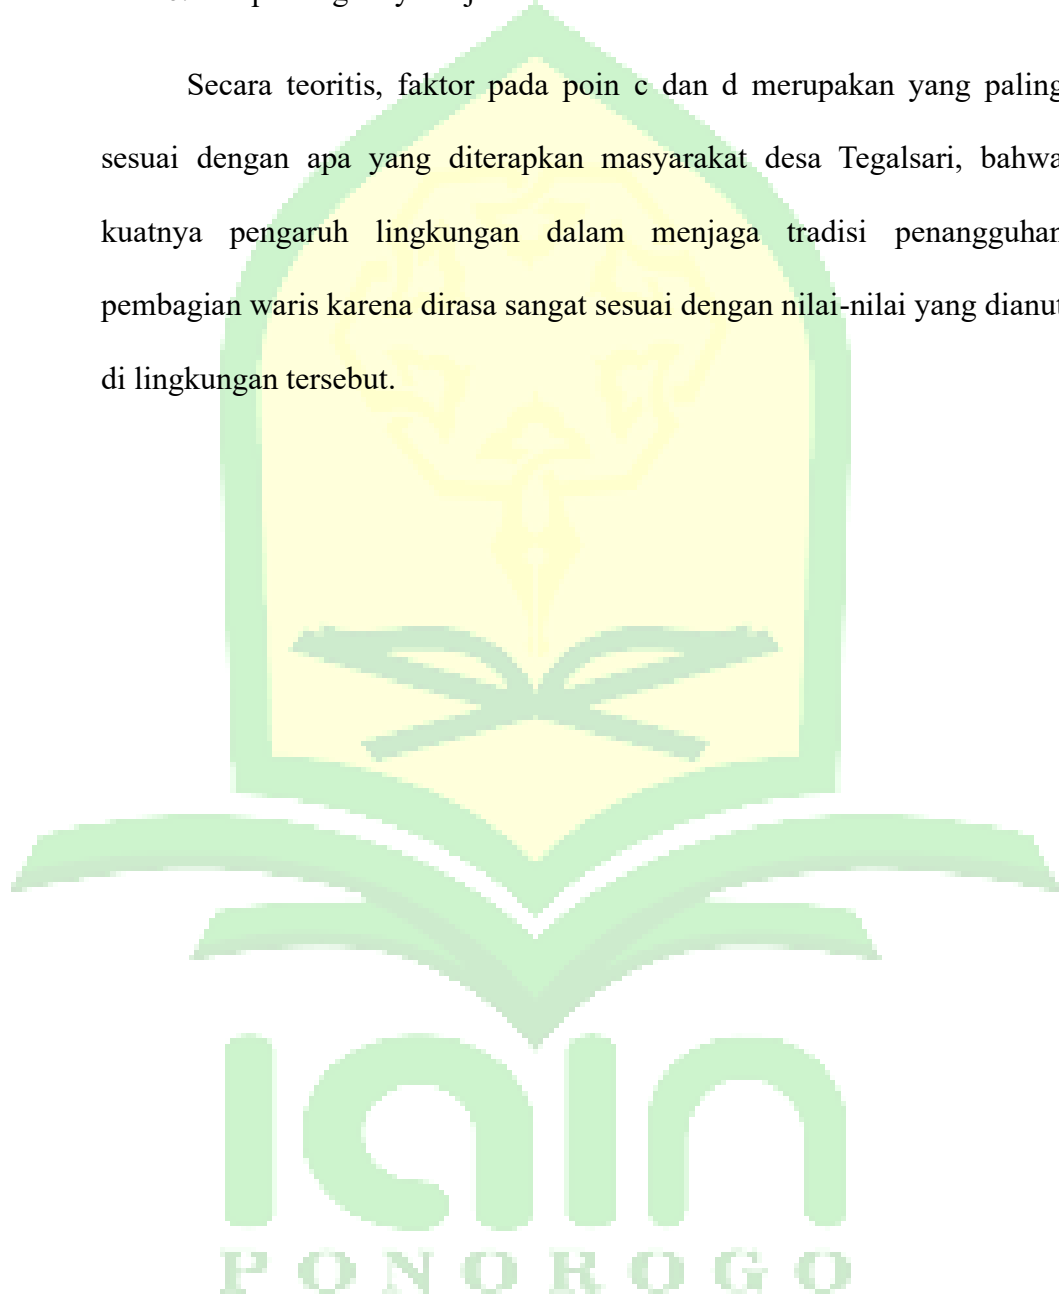 Secara teoritis, faktor pada poin c dan d merupakan yang paling
sesuai dengan apa yang diterapkan masyarakat desa Tegalsari, bahwa
kuatnya pengaruh lingkungan dalam menjaga tradisi penangguhan
pembagian waris karena dirasa sangat sesuai dengan nilai-nilai yang dianut
di lingkungan tersebut.
iain
PONOROGO